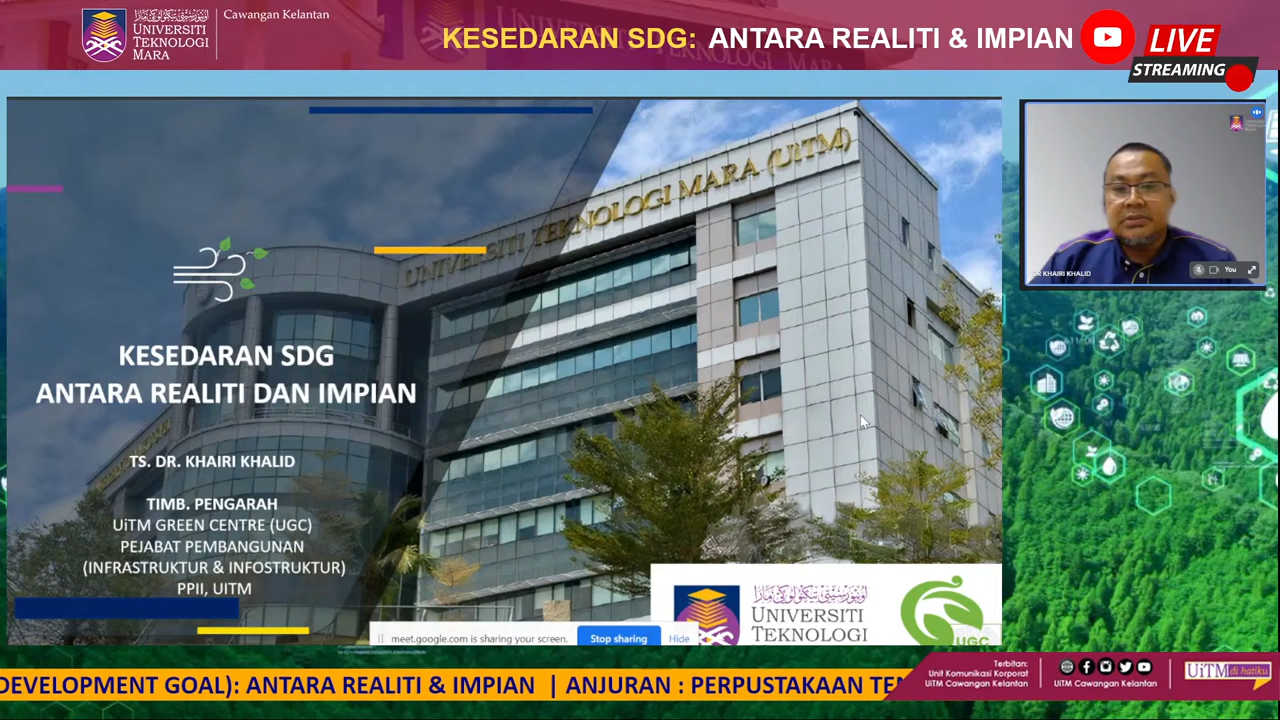 UNIVERSITI
TEKNOLOGI
MARA
Cawangan Kelantan
KESEDARAN SDG: ANTARA REALITI & IMPIAN
LIVE
STREAMING
UNIVERSITI TEKNOLOGI MARA (UiTM)
KESEDARAN SDG
ANTARA REALITI DAN IMPIAN
TS. DR. KHAIRI KHALID
TIMB. PENGARAH
UiTM GREEN CENTRE (UGC)
PEJABAT PEMBANGUNAN
(INFRASTRUKTUR & INFOSTRUKTUR)
PPII, UITM
اونيۏرسيتي تيكنولوݢي مارا
UNIVERSITI
TEKNOLOGI
UGC
meet.google.com is sharing your screen.
Stop sharing
Hide
KHAIRI KHALID
You
DEVELOPMENT GOAL): ANTARA REALITI & IMPIAN | ANJURAN : PERPUSTAKAAN
Terbitan:
Unit Komunikasi Korporat
UiTM Cawangan Kelantan
UiTM Cawangan Kelantan
UiTM di hatiku